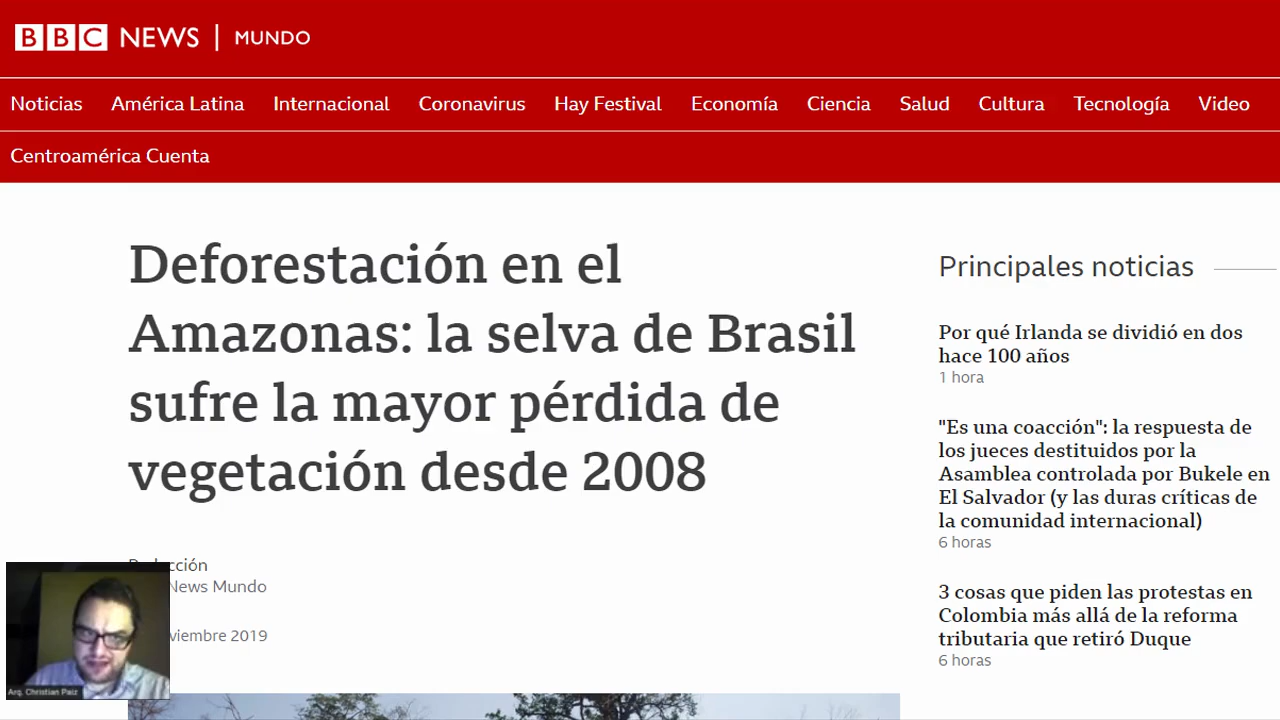 BBC NEWS | MUNDO
Noticias América Latina Internacional Coronavirus Hay Festival Economía Ciencia Salud Cultura Tecnología Video
Centroamérica Cuenta
Deforestación en el
Amazonas: la selva de Brasil
sufre la mayor pérdida de
vegetación desde 2008
News Mundo
2019
Arq. Christian Paiz
Principales noticias
Por qué Irlanda se dividió en dos
hace 100 años
1 hora
"Es una coacción": la respuesta de
los jueces destituidos por la
Asamblea controlada por Bukele en
El Salvador (y las duras críticas de
la comunidad internacional)
6 horas
3 cosas que piden las protestas en
Colombia más allá de la reforma
tributaria que retiró Duque
6 horas